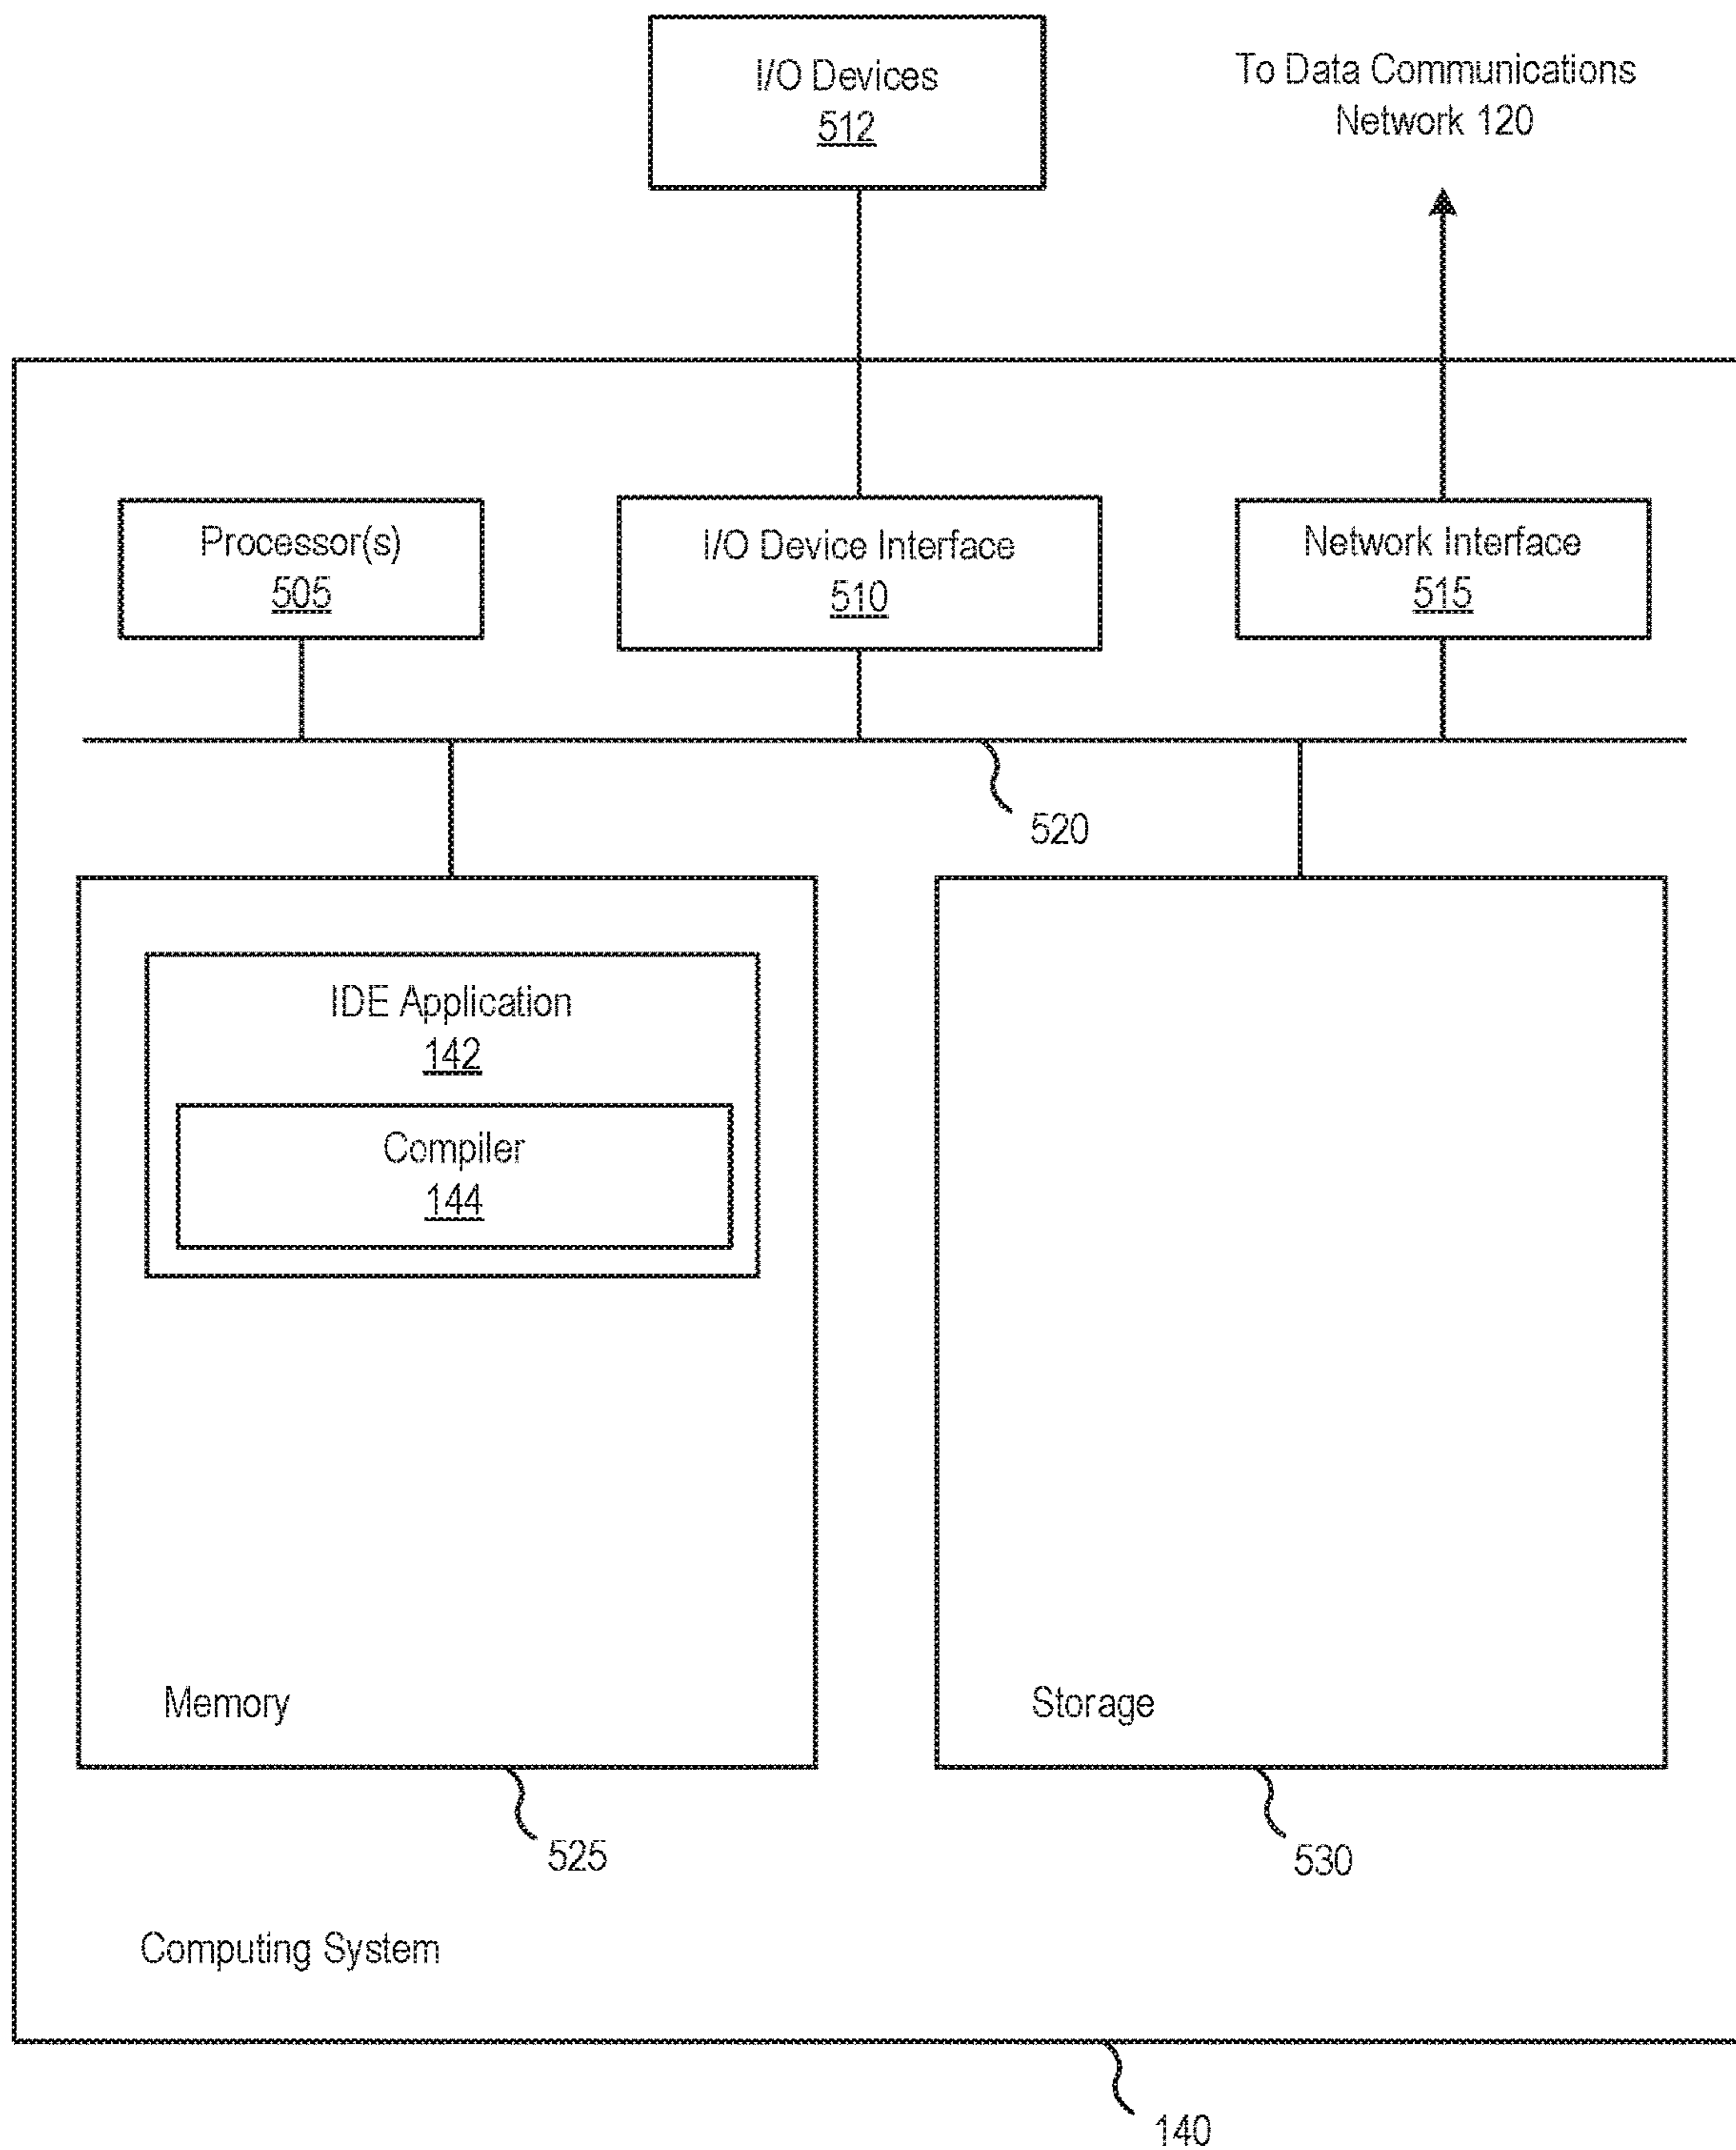 I/O Devices
512
To Data Communications
Network 120
Processor(s)
505
I/O Device Interface
510
Network Interface
515
520
IDE Application
142
Compiler
144
Memory
Storage
525
530
Computing System
140